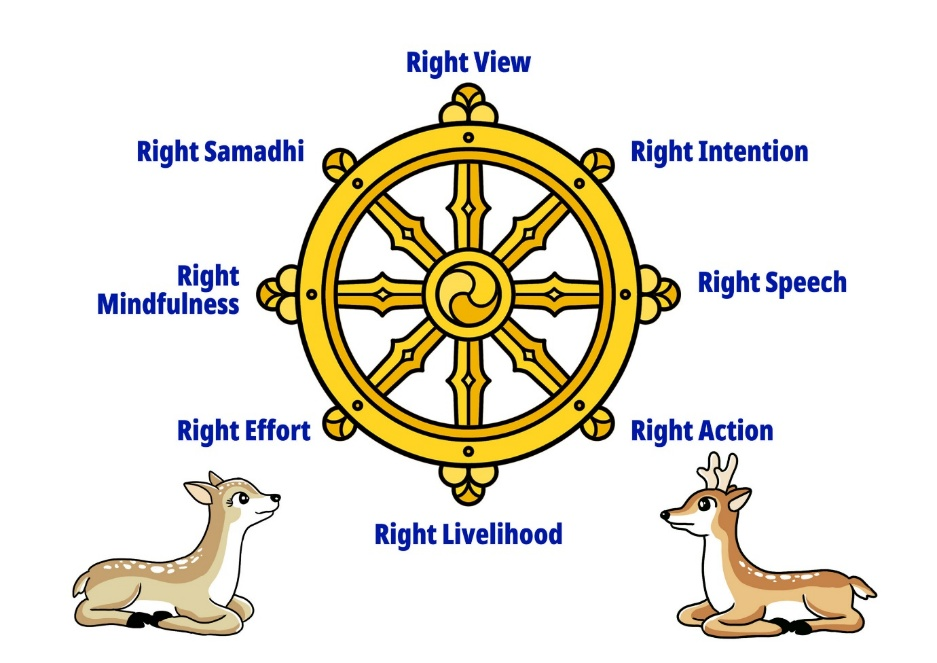 Right View
Right Samadhi
Right Intention
Right
Mindfulness
Right Speech
Right Effort
Right Action
Right Livelihood